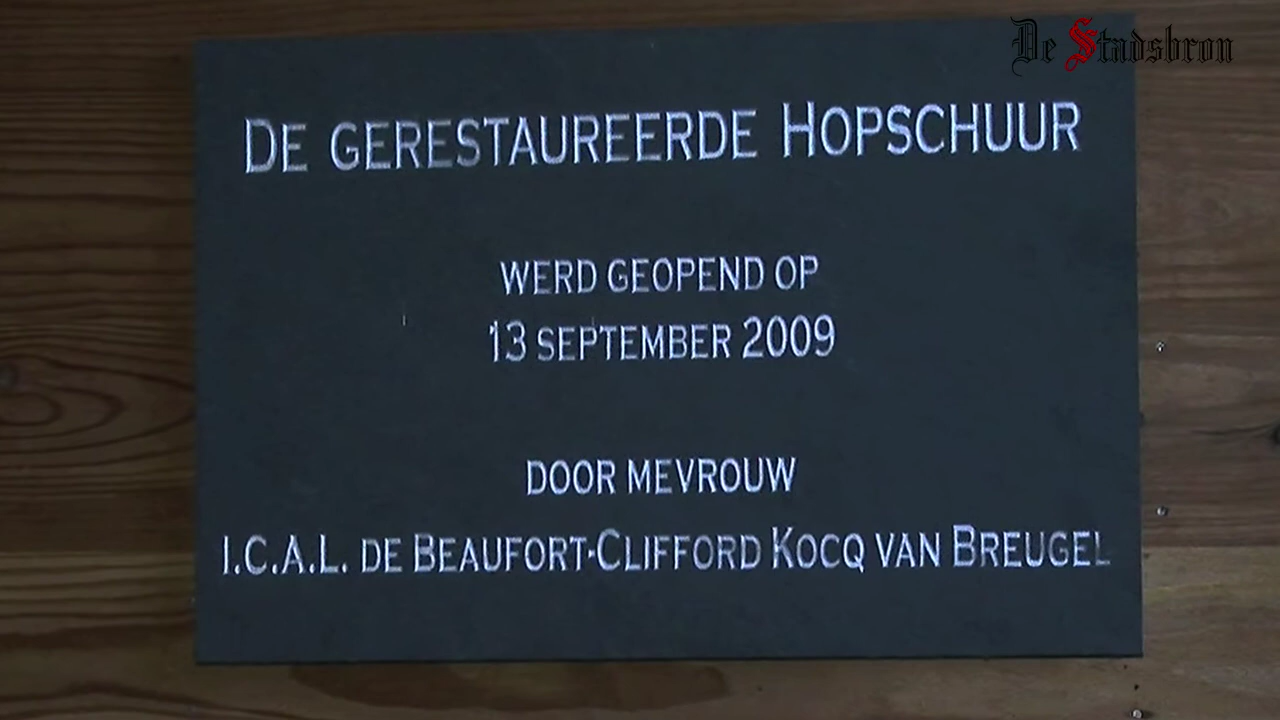 De Stadsbron
De gerestaureerde Hopschuur
werd geopend op
13 september 2009
door mevrouw
I.C.A.L. de Beaufort-Clifford Kocq van Breugel